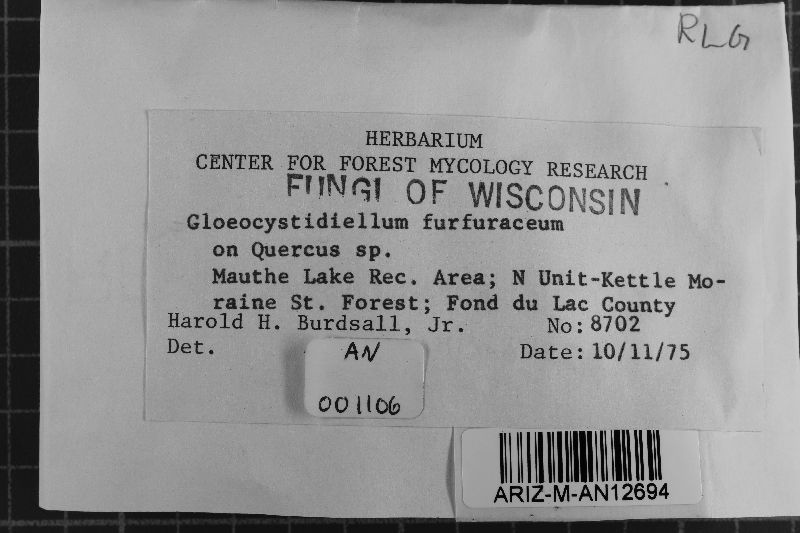 RLG
HERBARIUM
CENTER FOR FOREST MYCOLOGY RESEARCH
FUNGI OF WISCONSIN
Gloeocystidiellum furfuraceum
on Quercus sp.
Mauthe Lake Rec. Area; N Unit-Kettle Mo-
raine St. Forest; Fond du Lac County
Harold H. Burdsall, Jr. No: 8702
Det. Date: 10/11/75
AN
001106
ARIZ-M-AN12694